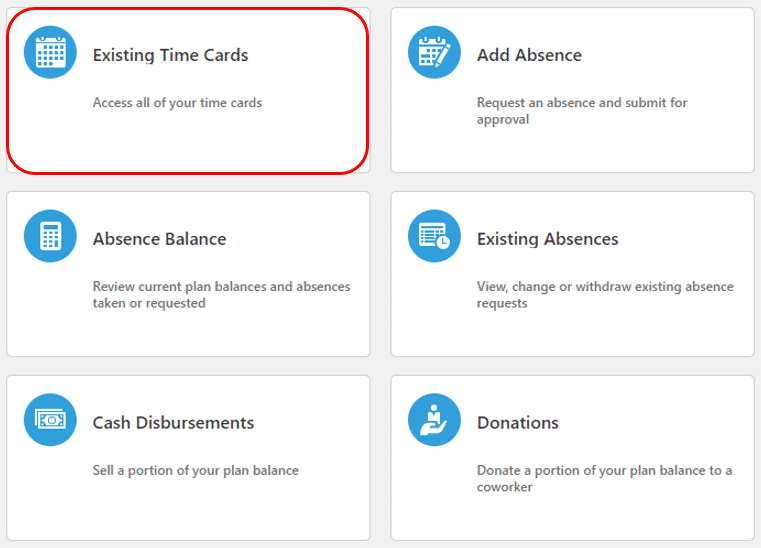 Existing Time Cards
Access all of your time cards
Add Absence
Request an absence and submit for
approval
Absence Balance
Review current plan balances and absences
taken or requested
Existing Absences
View, change or withdraw existing absence
requests
Cash Disbursements
Sell a portion of your plan balance
Donations
Donate a portion of your plan balance to a
coworker